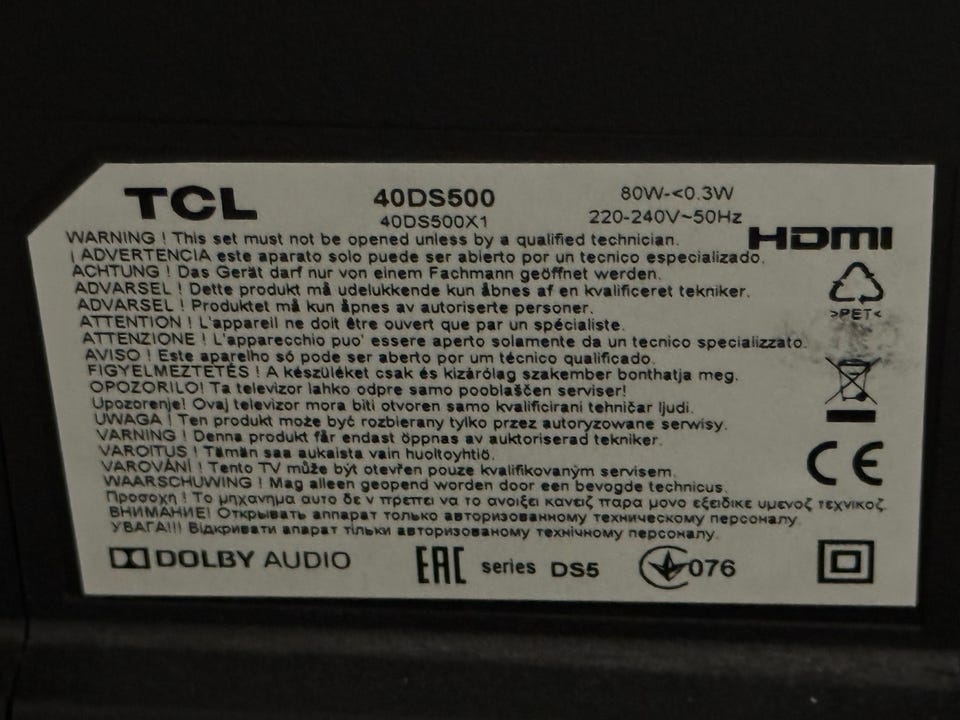 TCL 40DS500 80W-<0.3W
40DS500X1 220-240V~50Hz
HDMI
WARNING ! This set must not be opened unless by a qualified technician.
¡ ADVERTENCIA este aparato solo puede ser abierto por un tecnico especializado.
ACHTUNG ! Das Gerät darf nur von einem Fachmann geöffnet werden.
ADVARSEL ! Dette produkt må udelukkende kun åbnes af en kvalificeret tekniker.
ADVARSEL ! Produktet må kun åpnes av autoriserte personer.
>PET<
ATTENTION ! L'appareil ne doit être ouvert que par un spécialiste.
ATTENZIONE ! L'apparecchio puo' essere aperto solamente da un tecnico specializzato.
AVISO ! Este aparelho só pode ser aberto por um técnico qualificado.
FIGYELMEZTETÉS ! A készüléket csak és kizárólag szakember bonthatja meg.
OPOZORILO! Ta televizor lahko odpre samo pooblaščen serviser!
Upozorenje! Ovaj televizor mora biti otvoren samo kvalificirani tehničar ljudi.
UWAGA ! Ten produkt może być rozbierany tylko przez autoryzowane serwisy.
VARNING ! Denna produkt får endast öppnas av auktoriserad tekniker.
VAROITUS ! Tämän saa aukaista vain huoltoyhtiö.
VAROVÁNÍ ! Tento TV může být otevřen pouze kvalifikovaným servisem.
WAARSCHUWING ! Mag alleen geopend worden door een bevogde technicus.
CE
Προσοχη ! Το μηχανημα αυτο δε ν πρεπει να το ανοιξει κανεις παρα μονο εξειδικε υμενος τεχνικος.
ВНИМАНИЕ! Открывать аппарат только авторизованному техническому персоналу.
УВАГА!!! Відкривати апарат тільки авторизованому технічному персоналу.
DOLBY AUDIO EAC series DS5 076